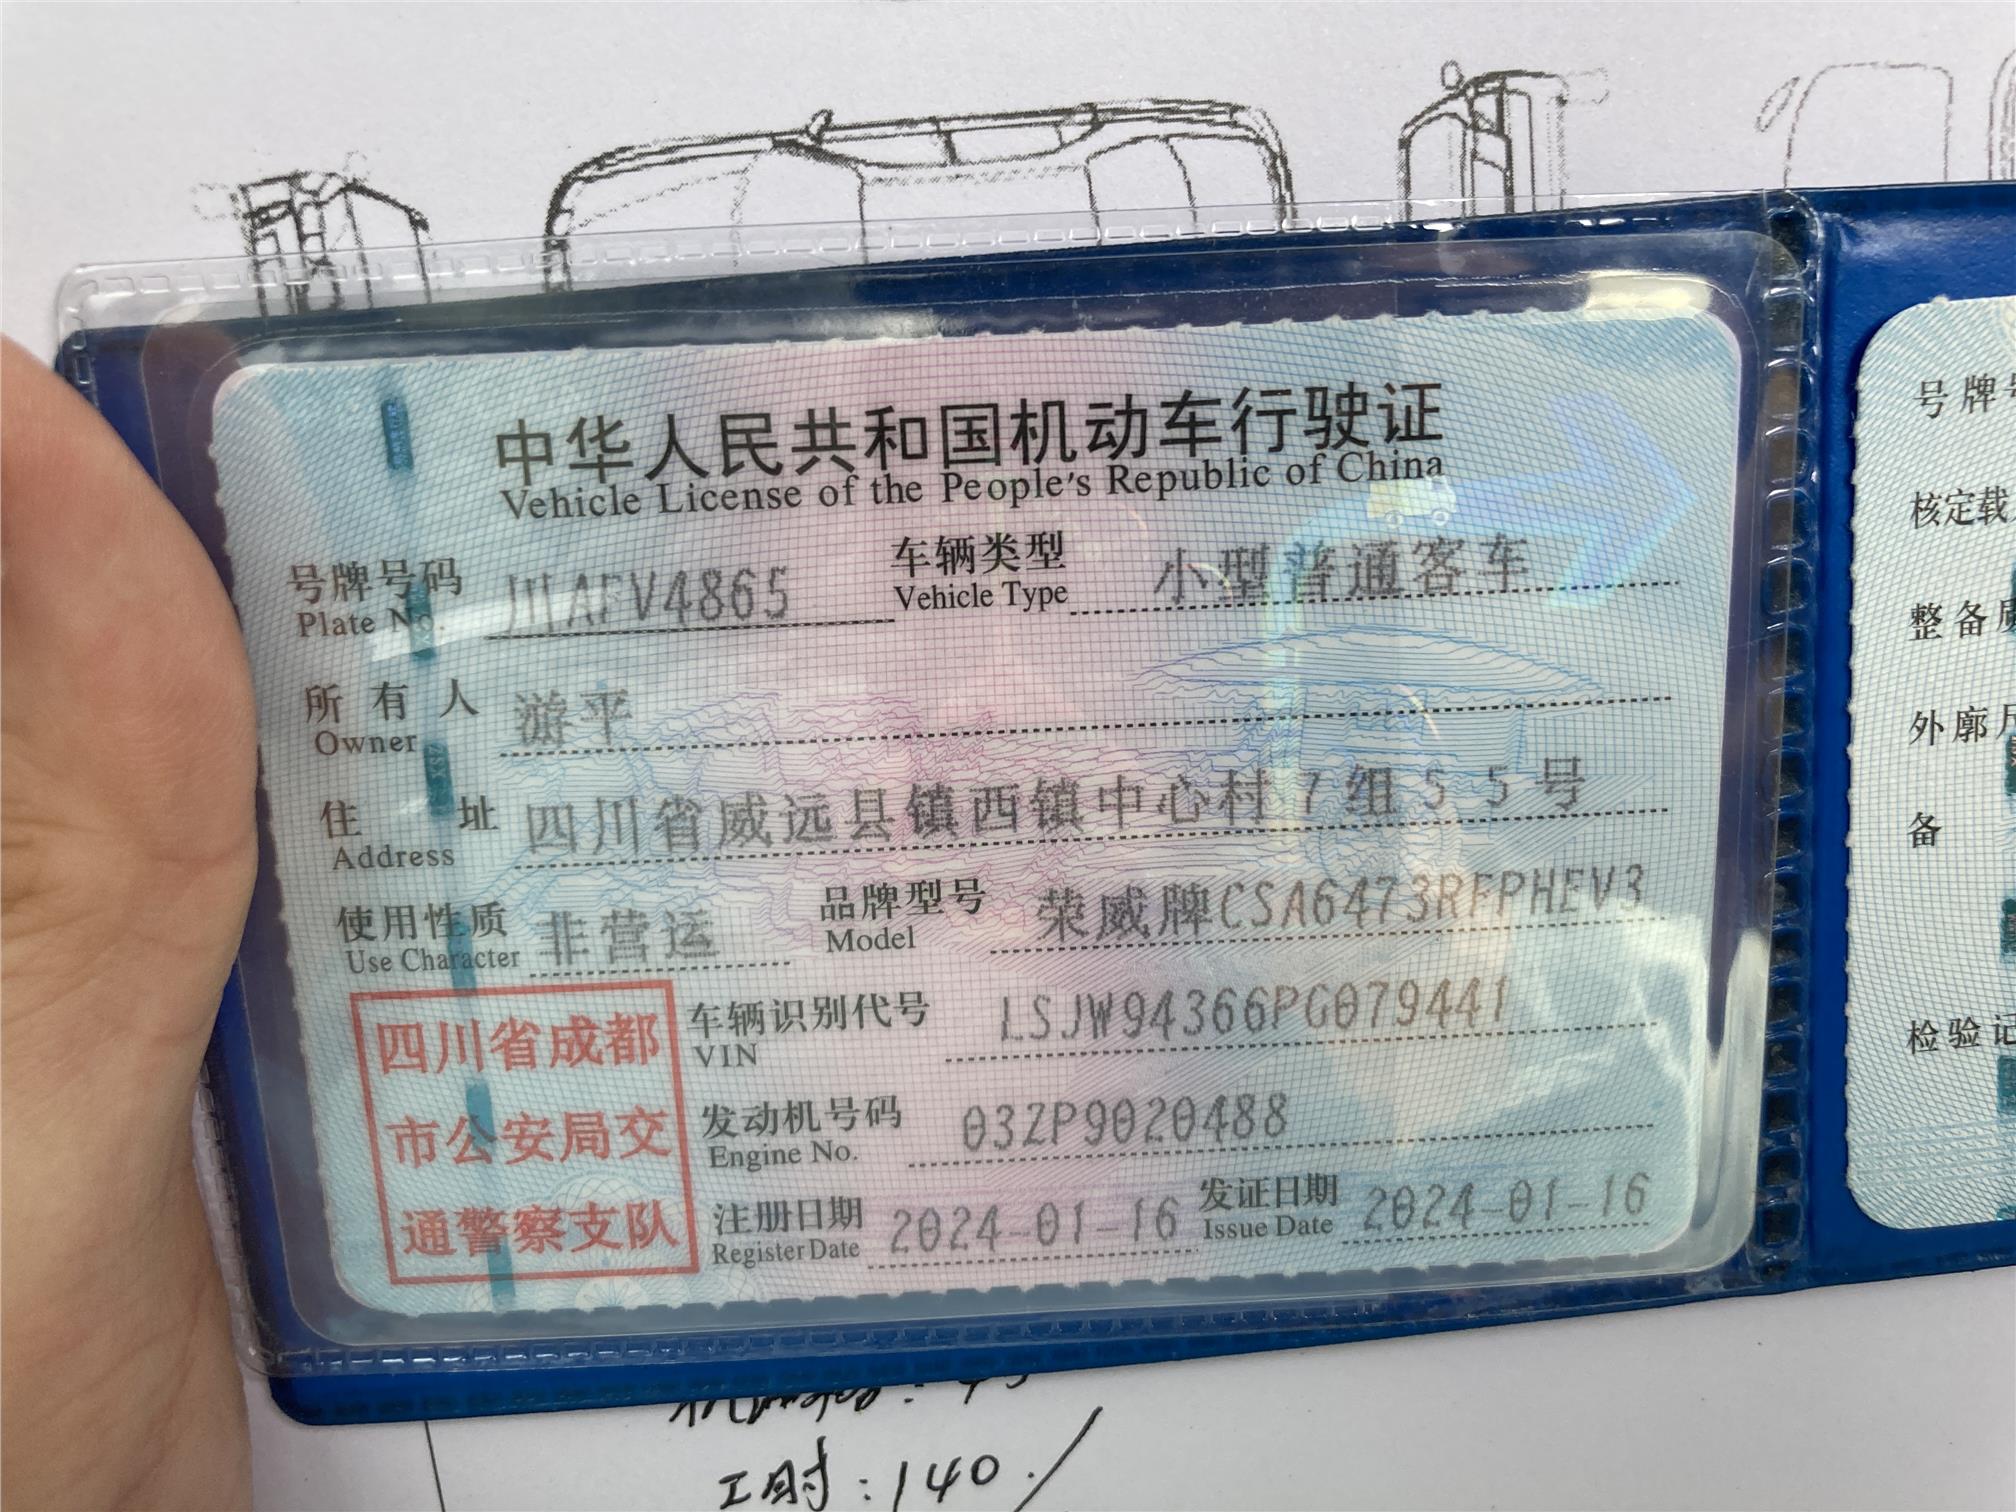 中华人民共和国机动车行驶证
Vehicle License of the People's Republic of China
号牌号码 川AFV4865 车辆类型 小型普通客车
Plate No. Vehicle Type
所有人 游平
Owner
住址 四川省威远县镇西镇中心村7组55号
Address
使用性质 非营运 品牌型号 荣威牌CSA6473RFPHEV3
Use Character Model
车辆识别代号 LSJW94366PG079441
VIN
发动机号码 03ZP9020488
Engine No.
注册日期 2024-01-16 发证日期 2024-01-16
Register Date Issue Date
四川省成都
市公安局交
通警察支队
号牌
核定载
整备
外廓
备
检验记
工时:140.